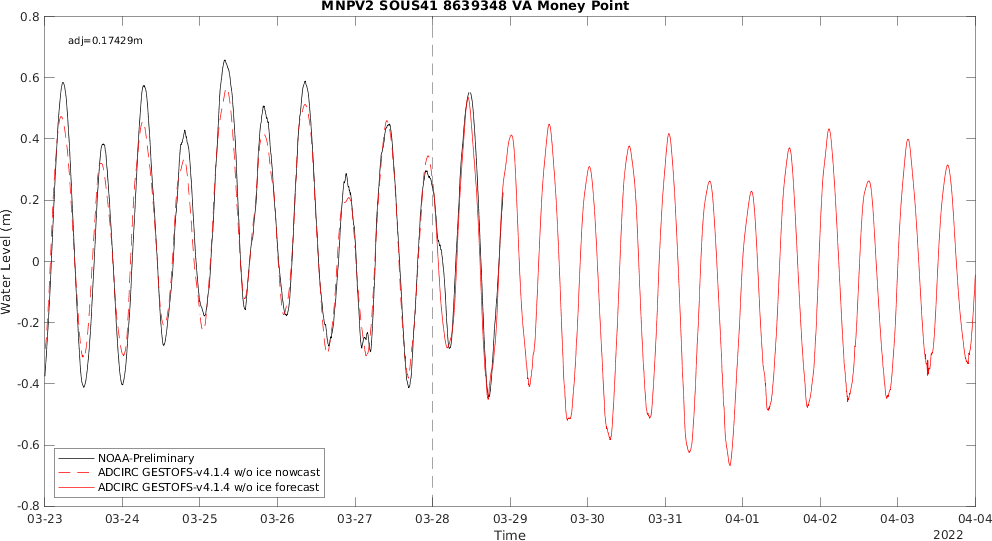 MNPV2 SOUS41 8639348 VA Money Point
adj=0.17429m
0.8
0.6
0.4
0.2
0
-0.2
-0.4
-0.6
-0.8
Water Level (m)
NOAA-Preliminary
ADCIRC GESTOFS-v4.1.4 w/o ice nowcast
ADCIRC GESTOFS-v4.1.4 w/o ice forecast
03-23 03-24 03-25 03-26 03-27 03-28 03-29 03-30 03-31 04-01 04-02 04-03 04-04
Time
2022